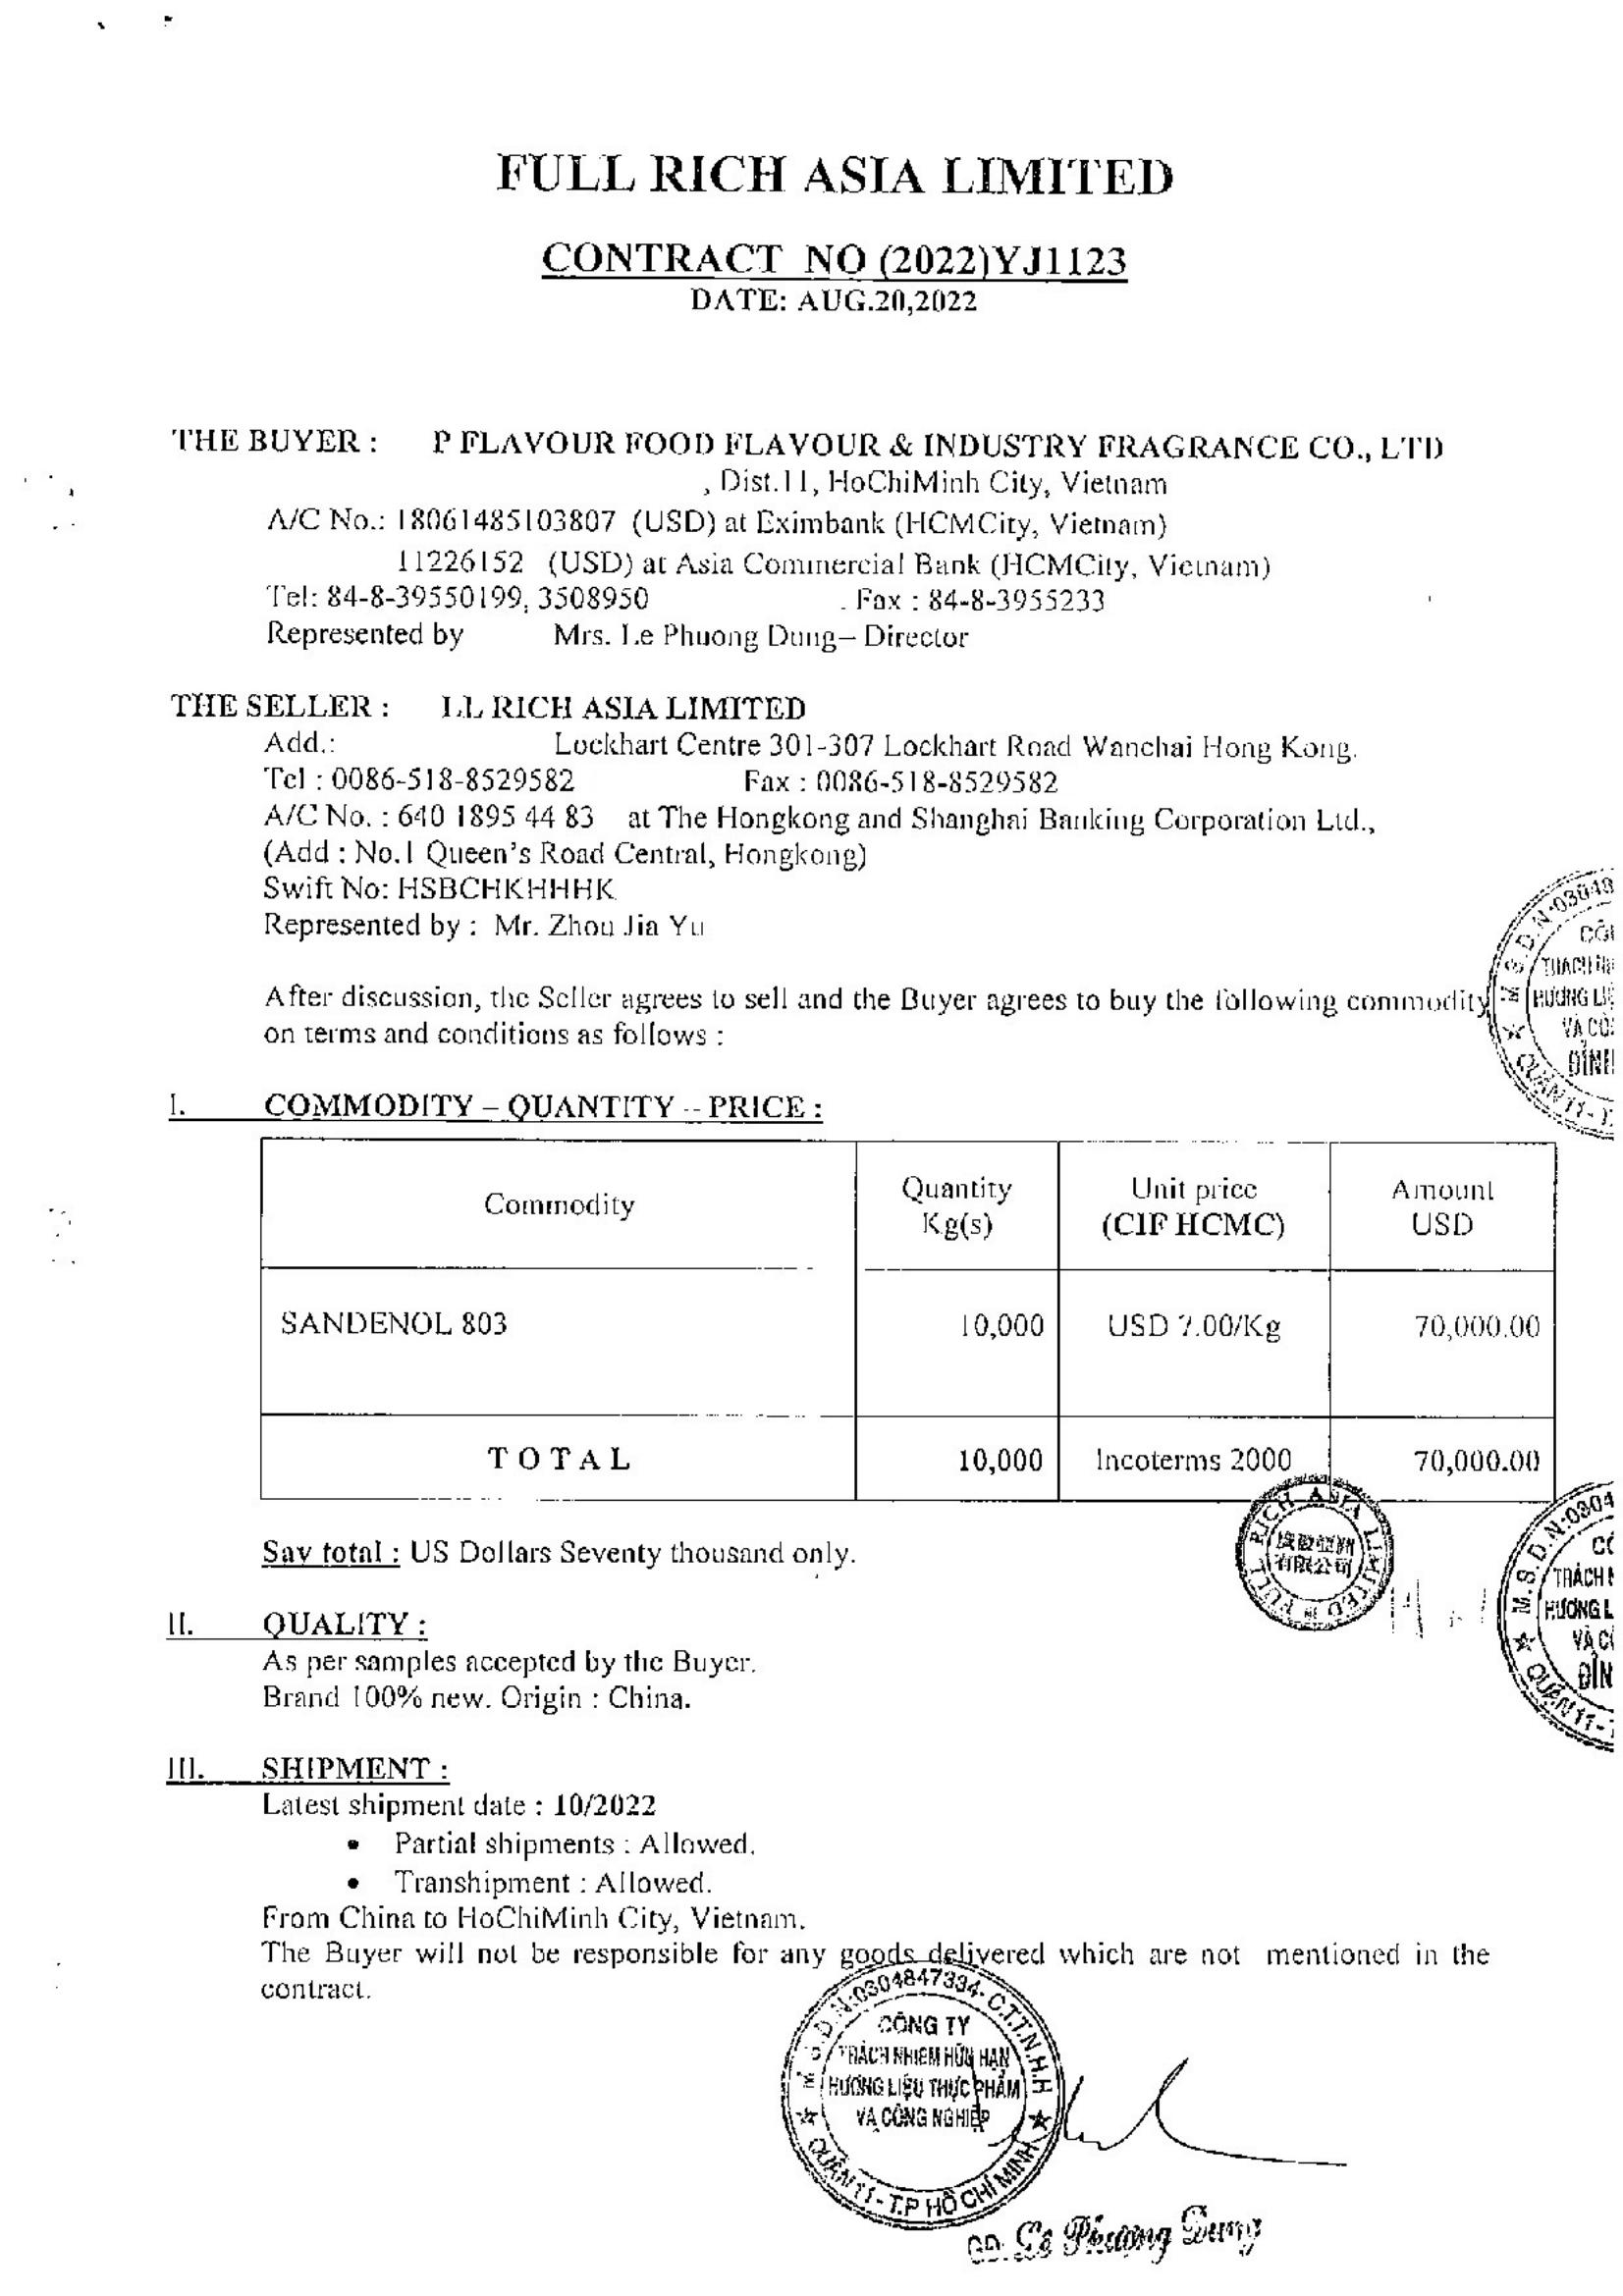 FULL RICH ASIA LIMITED
CONTRACT NO (2022)YJ1123
DATE: AUG.20,2022
THE BUYER : P FLAVOUR FOOD FLAVOUR & INDUSTRY FRAGRANCE CO., LTD
, Dist.11, HoChiMinh City, Vietnam
A/C No.: 18061485103807 (USD) at Eximbank (HCMCity, Vietnam)
11226152 (USD) at Asia Commercial Bank (HCMCity, Vietnam)
Tel: 84-8-39550199, 3508950 . Fax : 84-8-3955233
Represented by Mrs. Le Phuong Dung– Director
THE SELLER : LL RICH ASIA LIMITED
Add.: Lockhart Centre 301-307 Lockhart Road Wanchai Hong Kong.
Tel : 0086-518-8529582 Fax : 0086-518-8529582
A/C No. : 640 1895 44 83 at The Hongkong and Shanghai Banking Corporation Ltd.,
(Add : No.1 Queen's Road Central, Hongkong)
Swift No: HSBCHKHHHK
Represented by : Mr. Zhou Jia Yu
After discussion, the Seller agrees to sell and the Buyer agrees to buy the following commodity
on terms and conditions as follows :
I. COMMODITY – QUANTITY -- PRICE :
Commodity Quantity Kg(s) Unit price (CIF HCMC) Amount USD
SANDENOL 803 10,000 USD 7.00/Kg 70,000.00
TOTAL 10,000 Incoterms 2000 70,000.00
Say total : US Dollars Seventy thousand only.
FULL RICH ASIA LIMITED
有限公司
II. QUALITY :
As per samples accepted by the Buyer.
Brand 100% new. Origin : China.
III. SHIPMENT :
Latest shipment date : 10/2022
• Partial shipments : Allowed.
• Transhipment : Allowed.
From China to HoChiMinh City, Vietnam.
The Buyer will not be responsible for any goods delivered which are not mentioned in the
contract.
M.S.D.N:0304847334-C.T.T.N.H.H
CÔNG TY
TRÁCH NHIỆM HỮU HẠN
HƯƠNG LIỆU THỰC PHẨM
VÀ CÔNG NGHIỆP
QUẬN 11 - T.P HỒ CHÍ MINH
GĐ. Lê Phương Dung